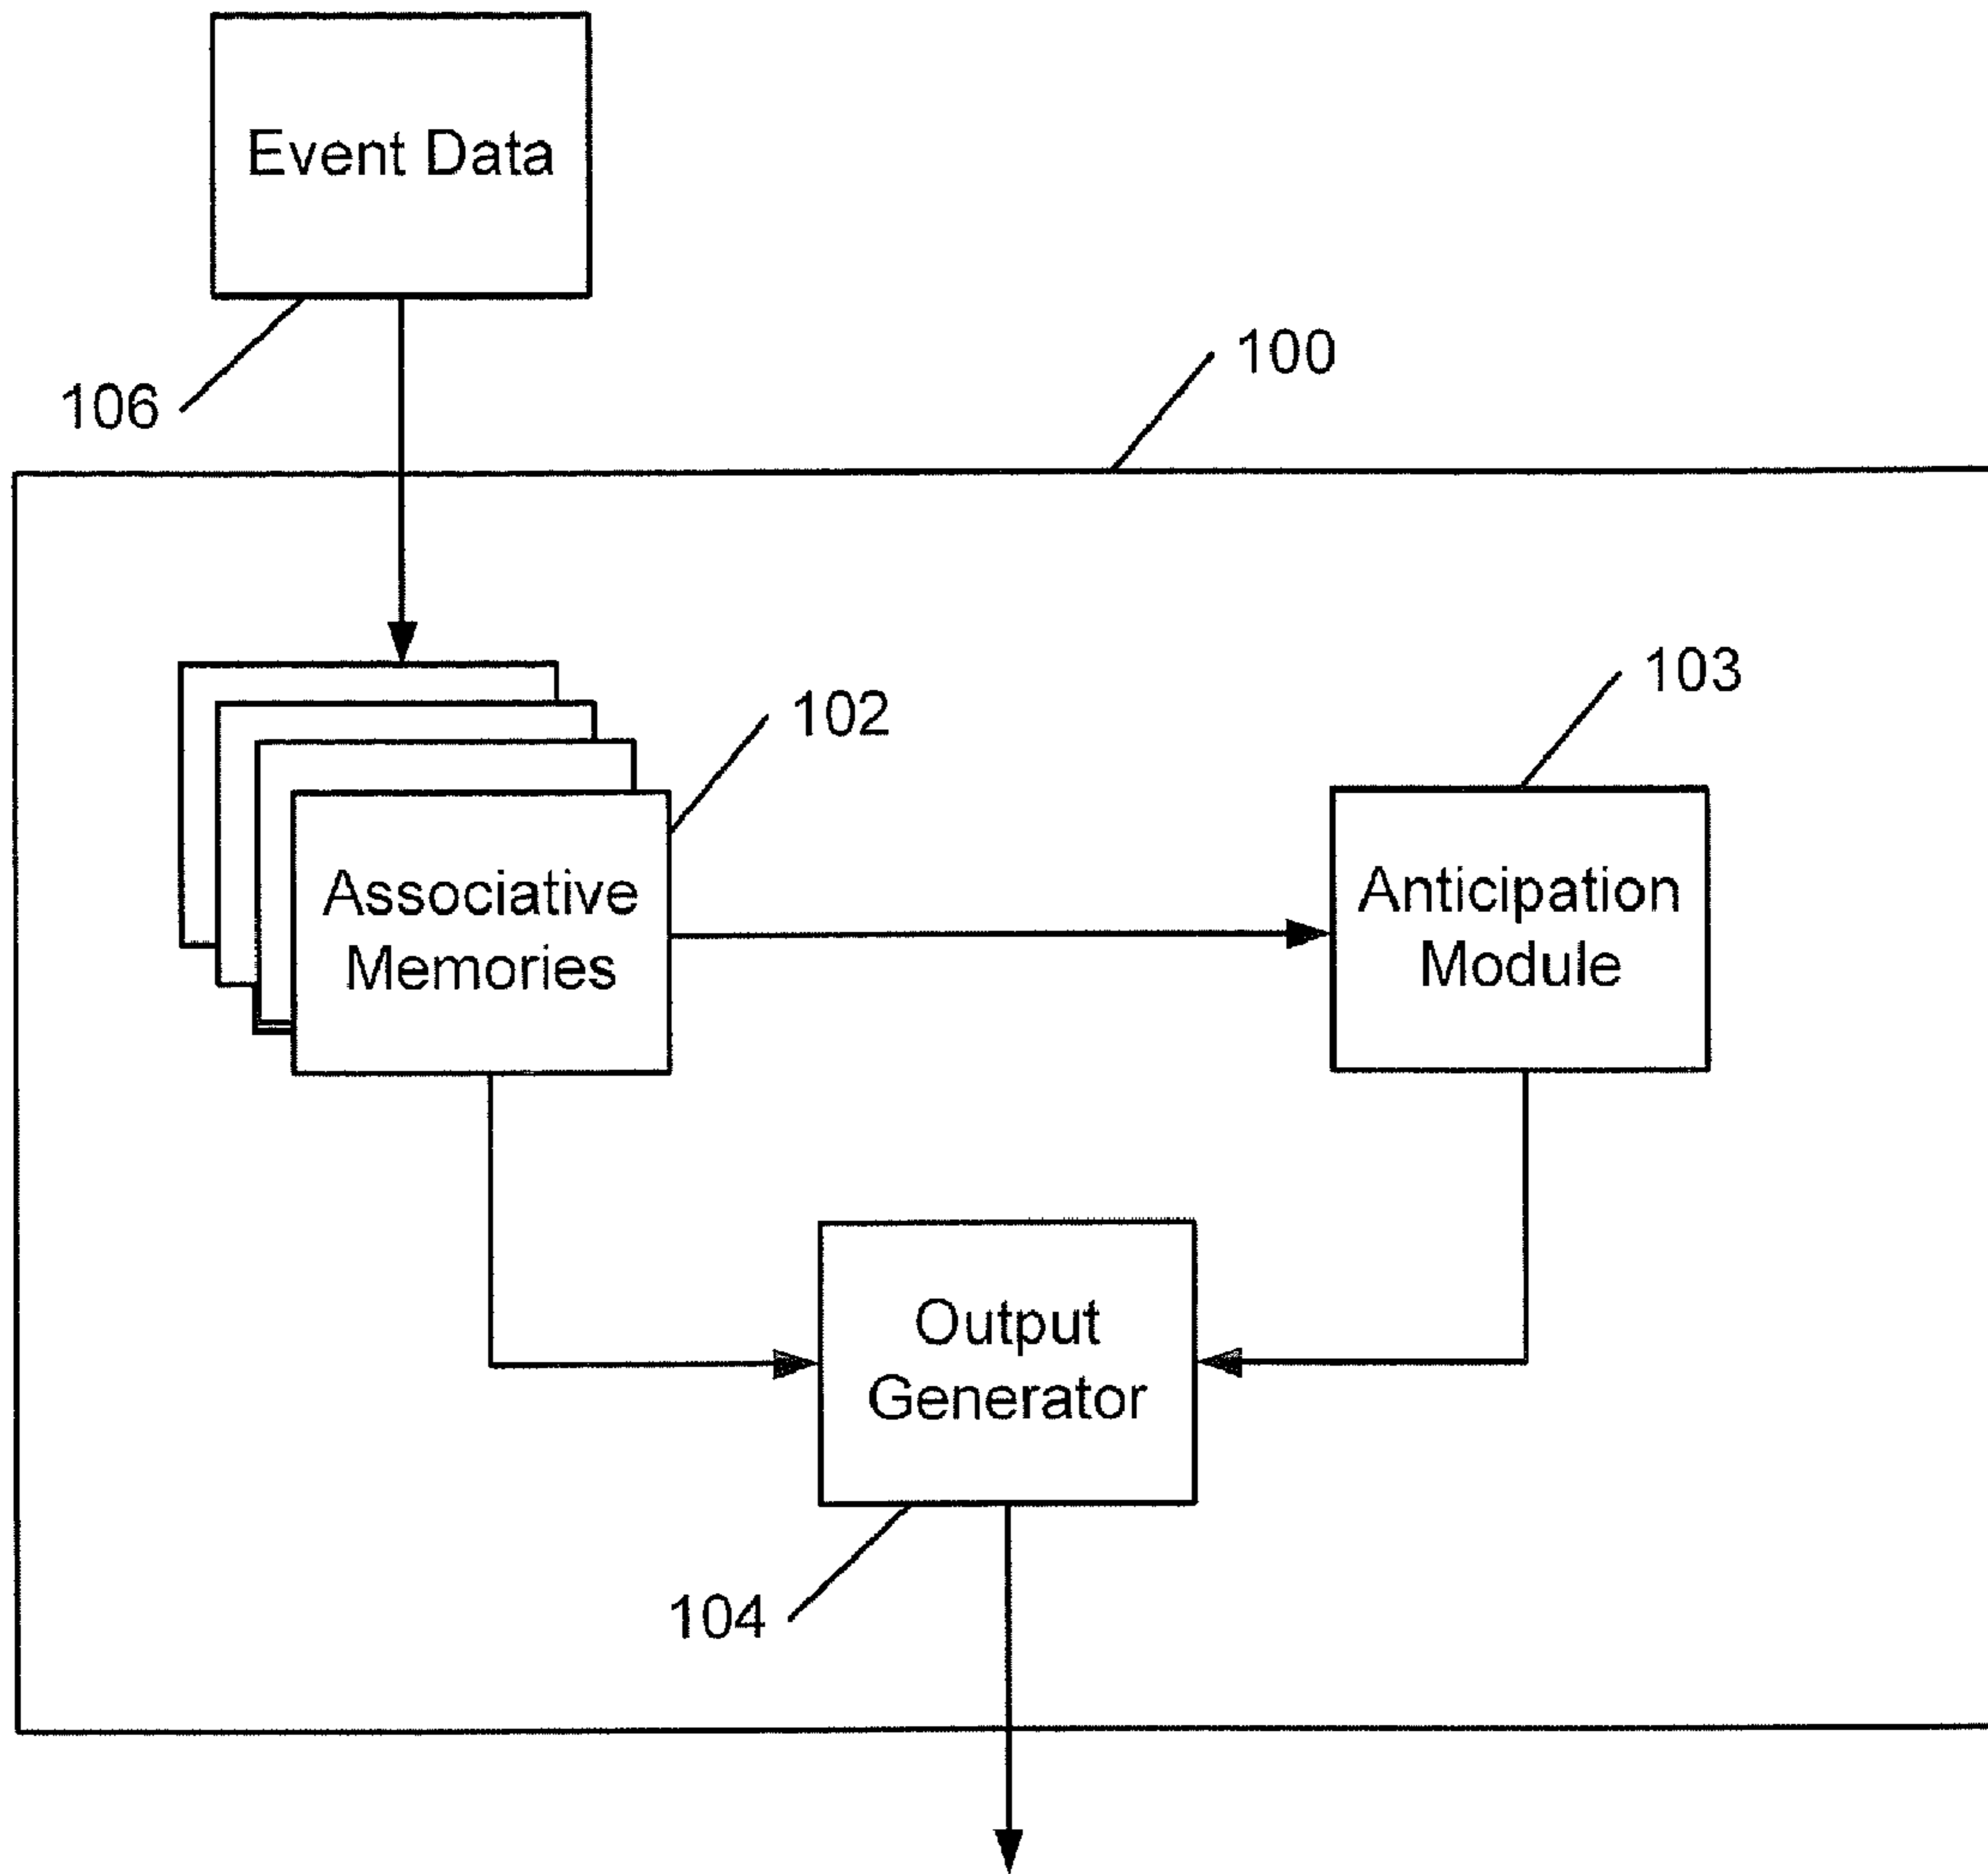 Event Data
106
100
103
102
Associative
Memories
Anticipation
Module
Output
Generator
104